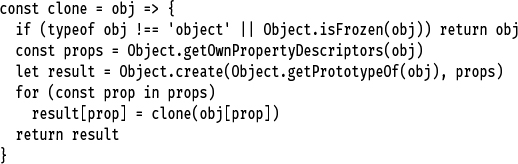 const clone = obj => {
  if (typeof obj !== 'object' || Object.isFrozen(obj)) return obj
  const props = Object.getOwnPropertyDescriptors(obj)
  let result = Object.create(Object.getPrototypeOf(obj), props)
  for (const prop in props)
    result[prop] = clone(obj[prop])
  return result
}